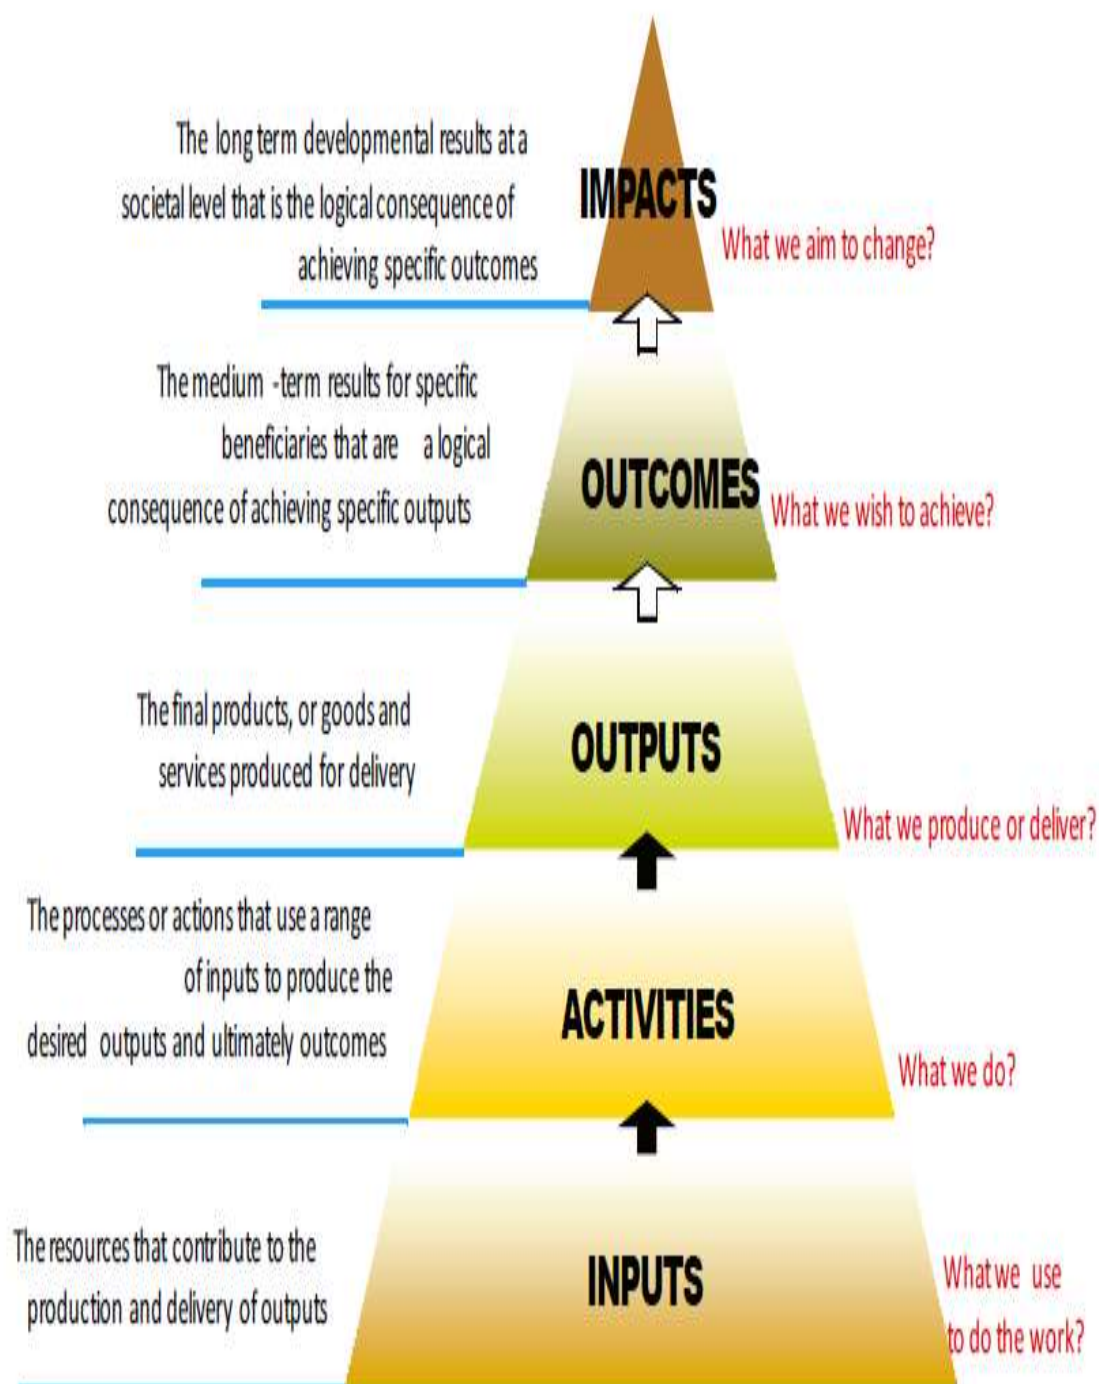 The long term developmental results at a
societal level that is the logical consequence of
achieving specific outcomes
IMPACTS
What we aim to change?
The medium -term results for specific
beneficiaries that are a logical
consequence of achieving specific outputs
OUTCOMES
What we wish to achieve?
The final products, or goods and
services produced for delivery
OUTPUTS
What we produce or deliver?
The processes or actions that use a range
of inputs to produce the
desired outputs and ultimately outcomes
ACTIVITIES
What we do?
The resources that contribute to the
production and delivery of outputs
INPUTS
What we use
to do the work?